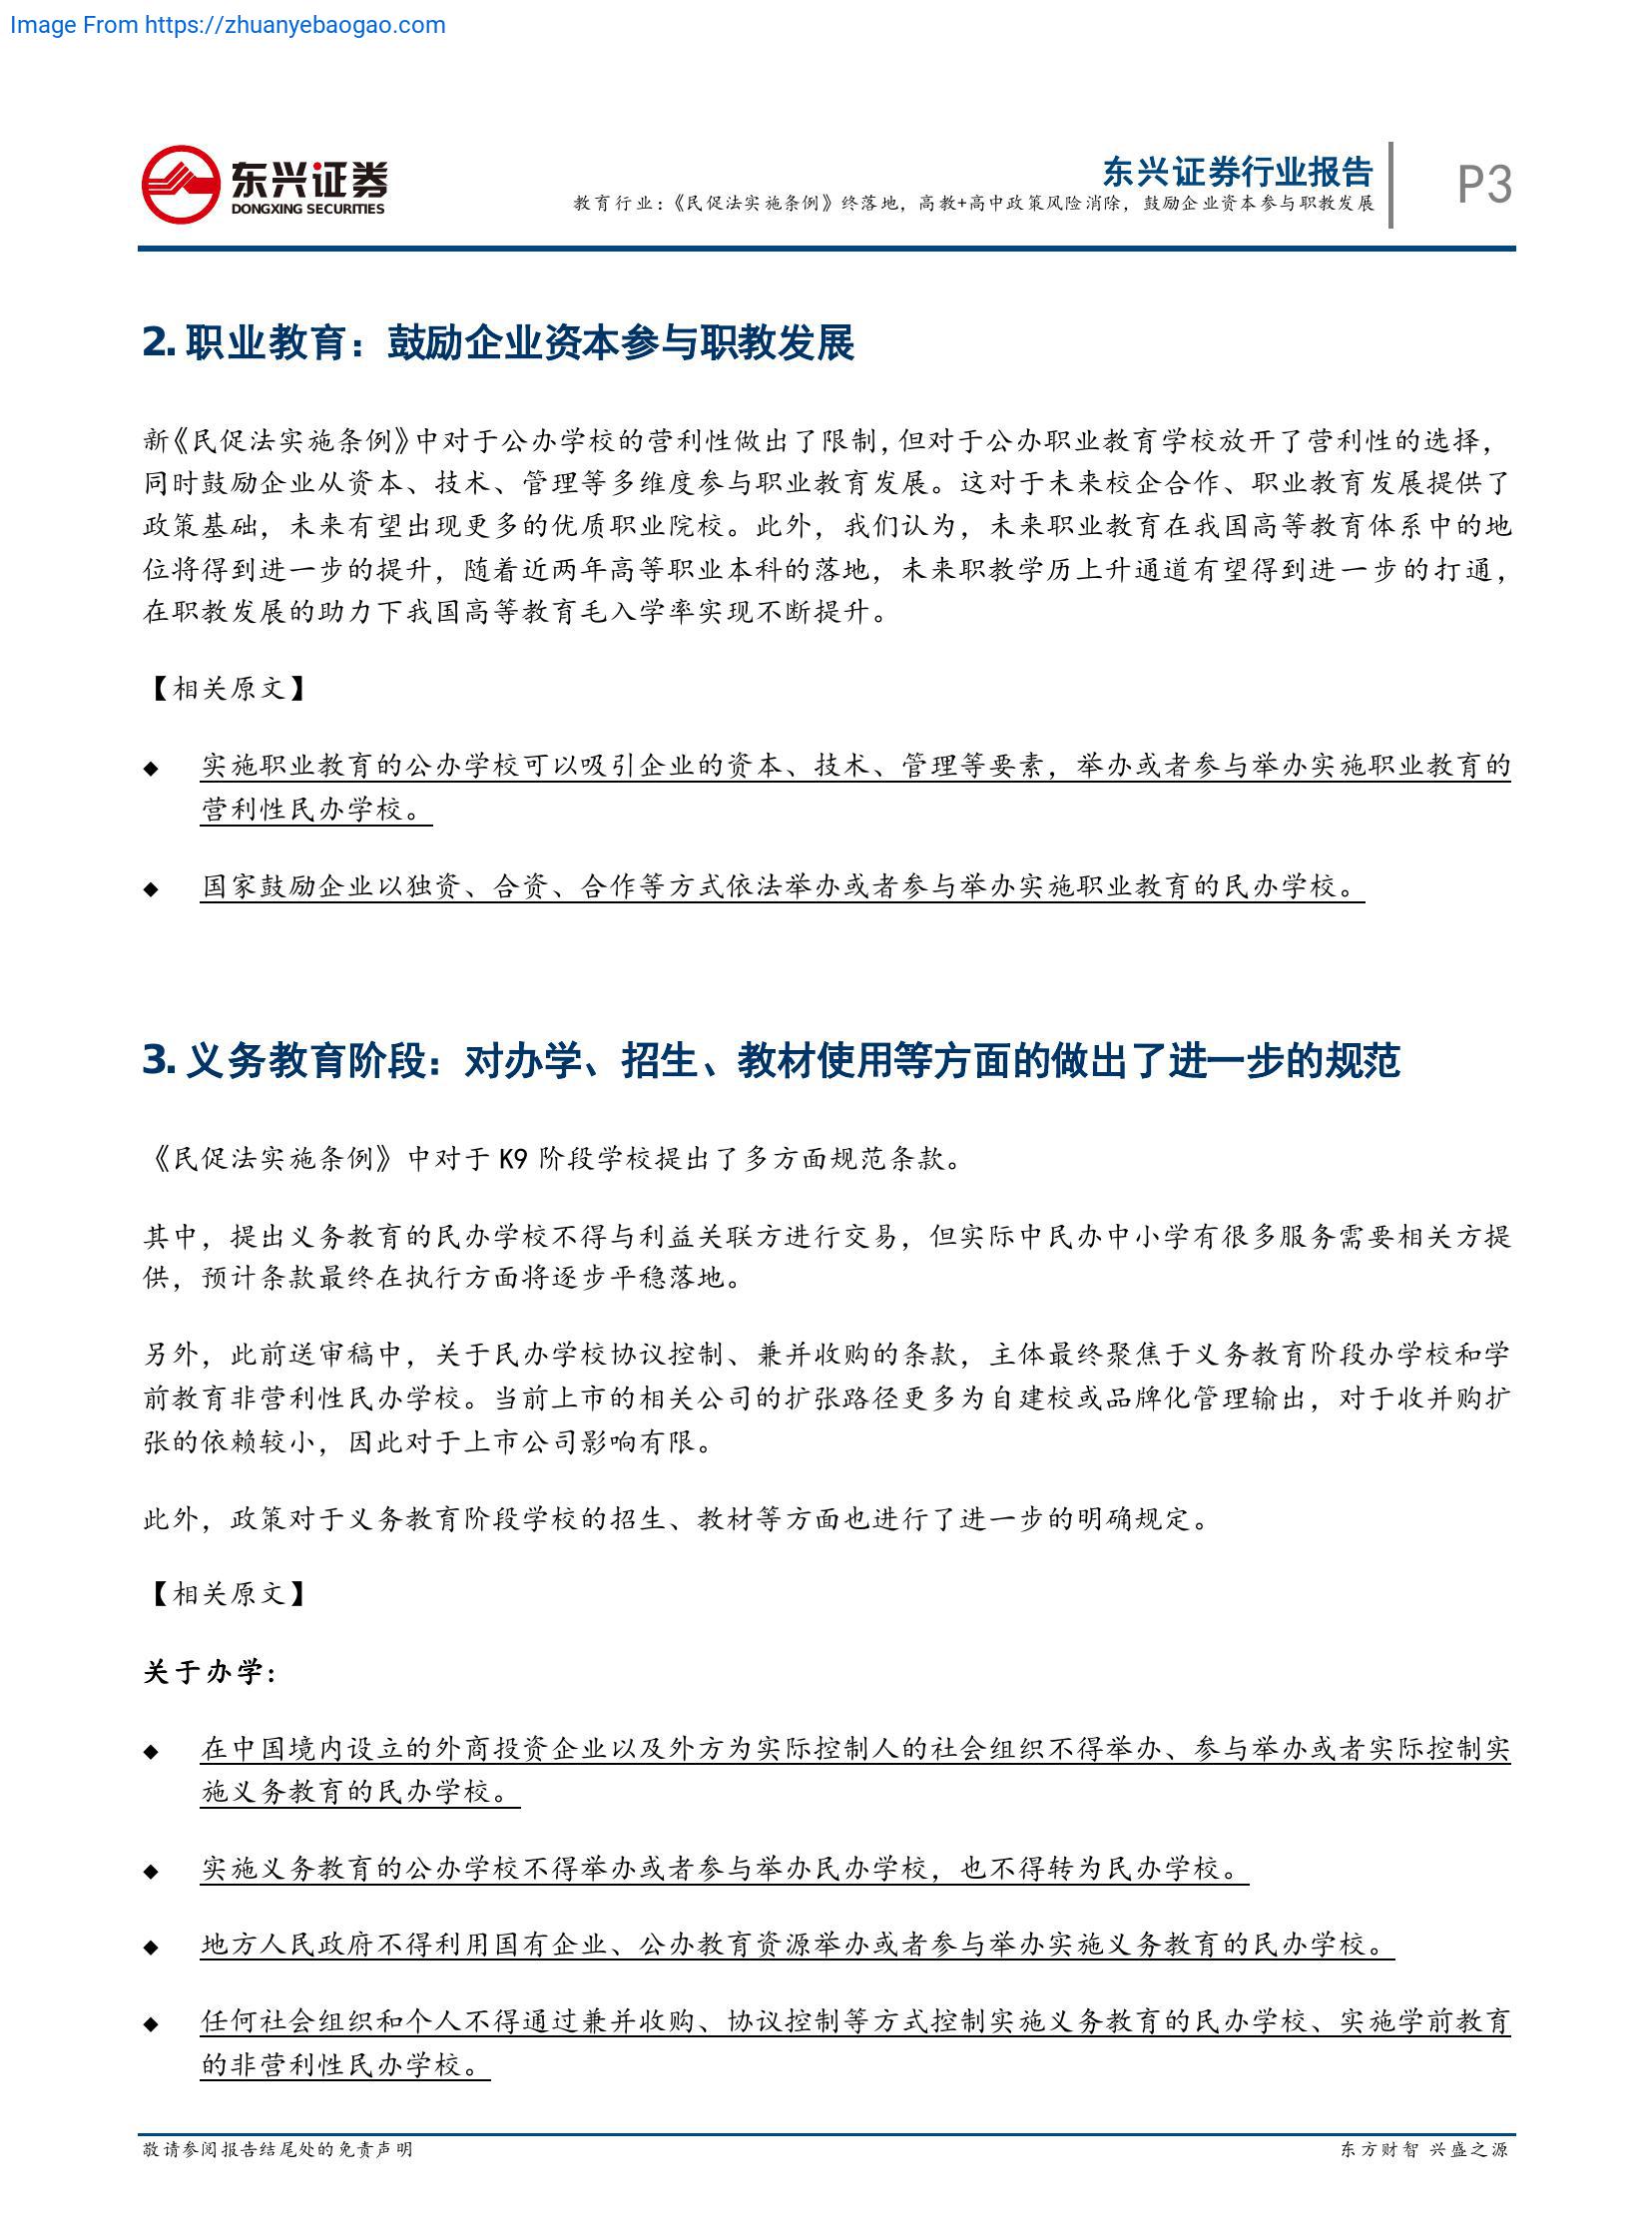 Image From https://zhuanyebaogao.com
东兴证券
DONGXING SECURITIES
东兴证券行业报告
教育行业：《民促法实施条例》终落地，高教+高中政策风险消除，鼓励企业资本参与职教发展
P3
2. 职业教育：鼓励企业资本参与职教发展
新《民促法实施条例》中对于公办学校的营利性做出了限制，但对于公办职业教育学校放开了营利性的选择，
同时鼓励企业从资本、技术、管理等多维度参与职业教育发展。这对于未来校企合作、职业教育发展提供了
政策基础，未来有望出现更多的优质职业院校。此外，我们认为，未来职业教育在我国高等教育体系中的地
位将得到进一步的提升，随着近两年高等职业本科的落地，未来职教学历上升通道有望得到进一步的打通，
在职教发展的助力下我国高等教育毛入学率实现不断提升。
【相关原文】
◆ 实施职业教育的公办学校可以吸引企业的资本、技术、管理等要素，举办或者参与举办实施职业教育的
营利性民办学校。
◆ 国家鼓励企业以独资、合资、合作等方式依法举办或者参与举办实施职业教育的民办学校。
3. 义务教育阶段：对办学、招生、教材使用等方面的做出了进一步的规范
《民促法实施条例》中对于 K9 阶段学校提出了多方面规范条款。
其中，提出义务教育的民办学校不得与利益关联方进行交易，但实际中民办中小学有很多服务需要相关方提
供，预计条款最终在执行方面将逐步平稳落地。
另外，此前送审稿中，关于民办学校协议控制、兼并收购的条款，主体最终聚焦于义务教育阶段办学校和学
前教育非营利性民办学校。当前上市的相关公司的扩张路径更多为自建校或品牌化管理输出，对于收并购扩
张的依赖较小，因此对于上市公司影响有限。
此外，政策对于义务教育阶段学校的招生、教材等方面也进行了进一步的明确规定。
【相关原文】
关于办学：
◆ 在中国境内设立的外商投资企业以及外方为实际控制人的社会组织不得举办、参与举办或者实际控制实
施义务教育的民办学校。
◆ 实施义务教育的公办学校不得举办或者参与举办民办学校，也不得转为民办学校。
◆ 地方人民政府不得利用国有企业、公办教育资源举办或者参与举办实施义务教育的民办学校。
◆ 任何社会组织和个人不得通过兼并收购、协议控制等方式控制实施义务教育的民办学校、实施学前教育
的非营利性民办学校。
敬请参阅报告结尾处的免责声明
东方财智 兴盛之源